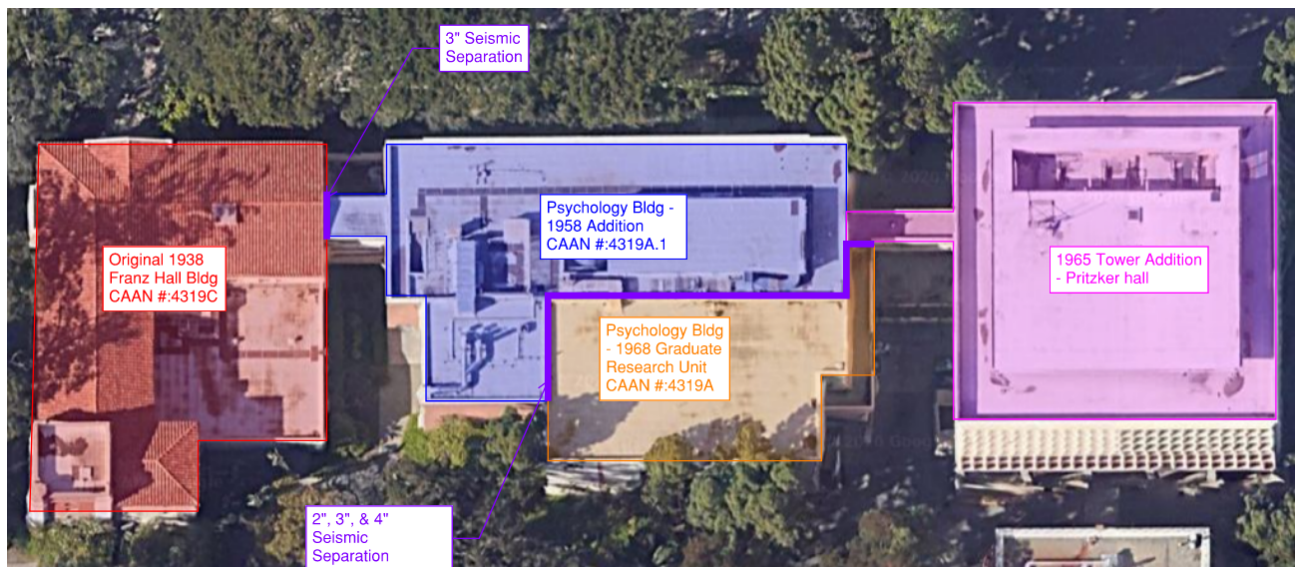 3" Seismic
Separation
Psychology Bldg -
1958 Addition
CAAN #:4319A.1
Original 1938
Franz Hall Bldg
CAAN #:4319C
1965 Tower Addition
- Pritzker hall
Psychology Bldg
- 1968 Graduate
Research Unit
CAAN #:4319A
2", 3", & 4"
Seismic
Separation